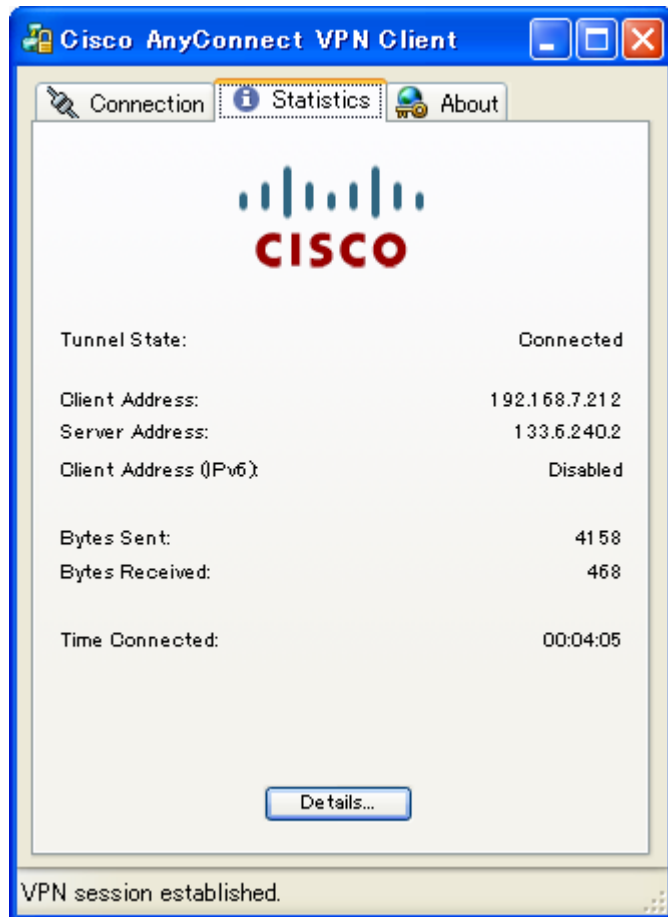 Cisco AnyConnect VPN Client
Connection Statistics About
CISCO
Tunnel State: Connected
Client Address: 192.168.7.212
Server Address: 133.6.240.2
Client Address (IPv6): Disabled
Bytes Sent: 4158
Bytes Received: 468
Time Connected: 00:04:05
Details...
VPN session established.